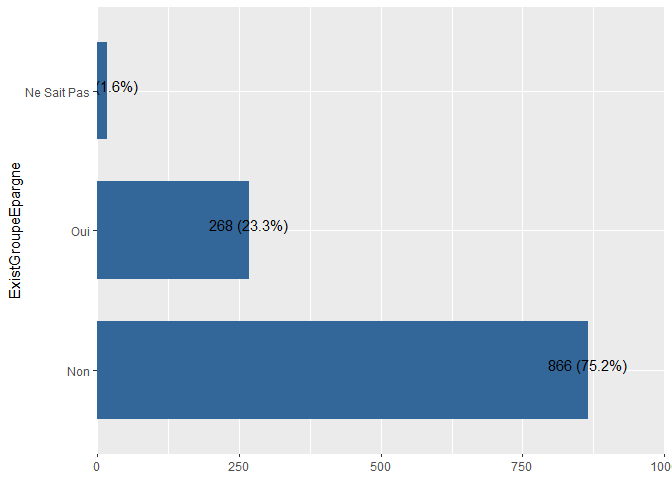 ExistGroupeEpargne
Ne Sait Pas
(1.6%)
Oui
268 (23.3%)
Non
866 (75.2%)
0
250
500
750
100